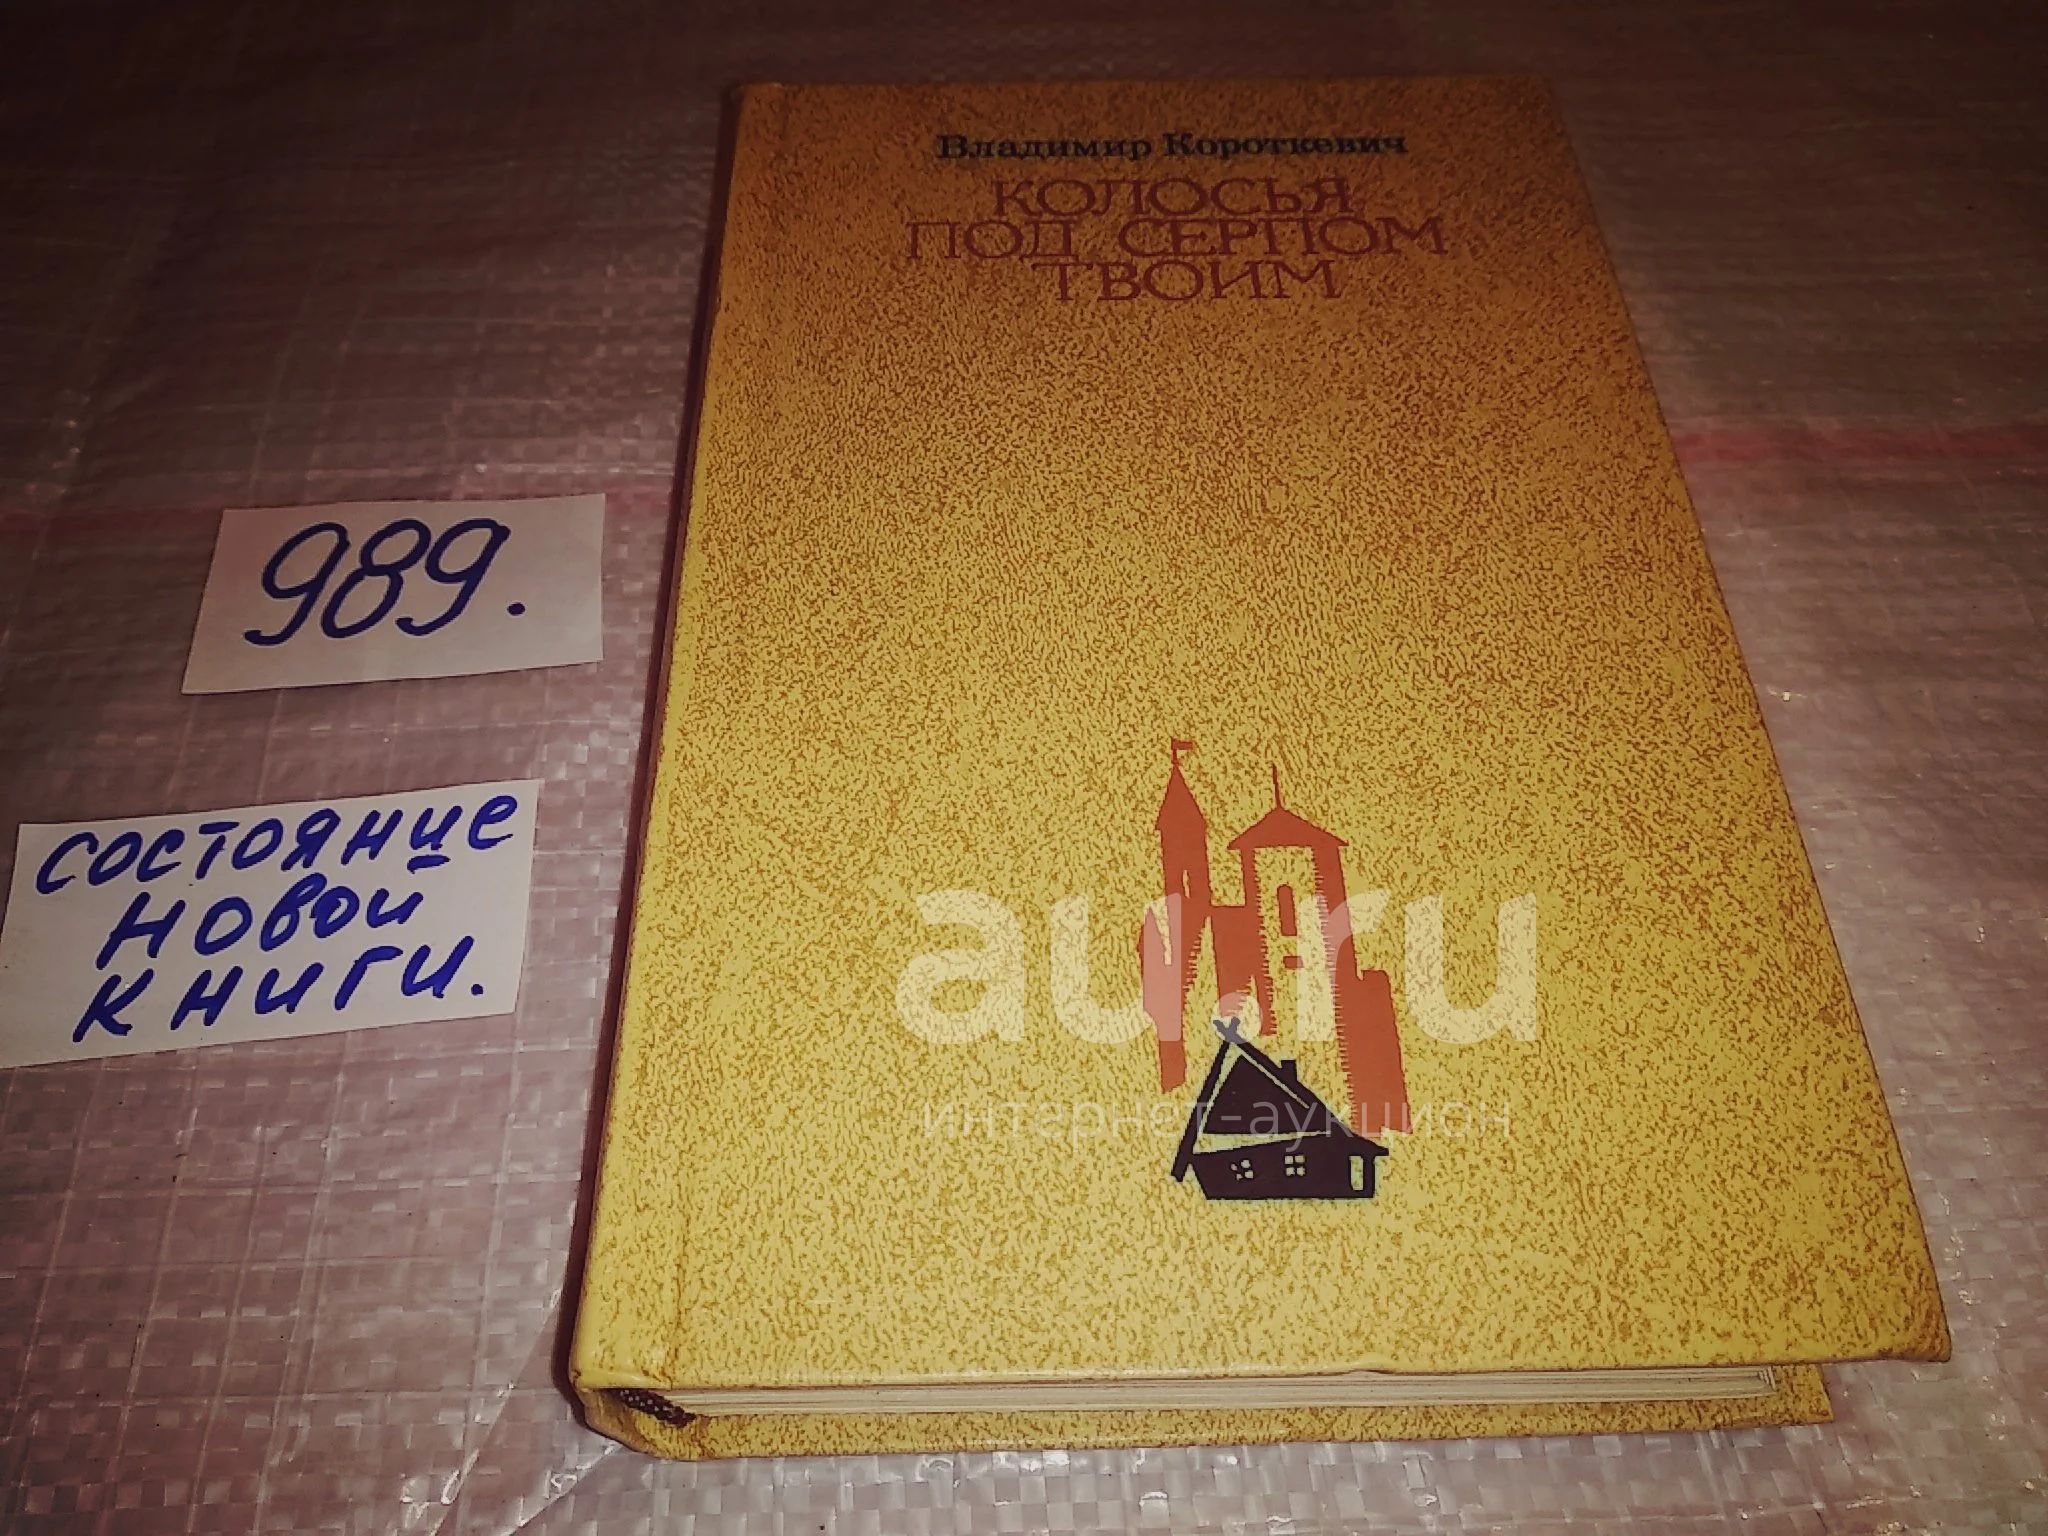 Владимир Короткевич
КОЛОСЬЯ
ПОД СЕРПОМ
ТВОИМ
989.
состояние
новой
книги.
au.ru
интернет-аукцион